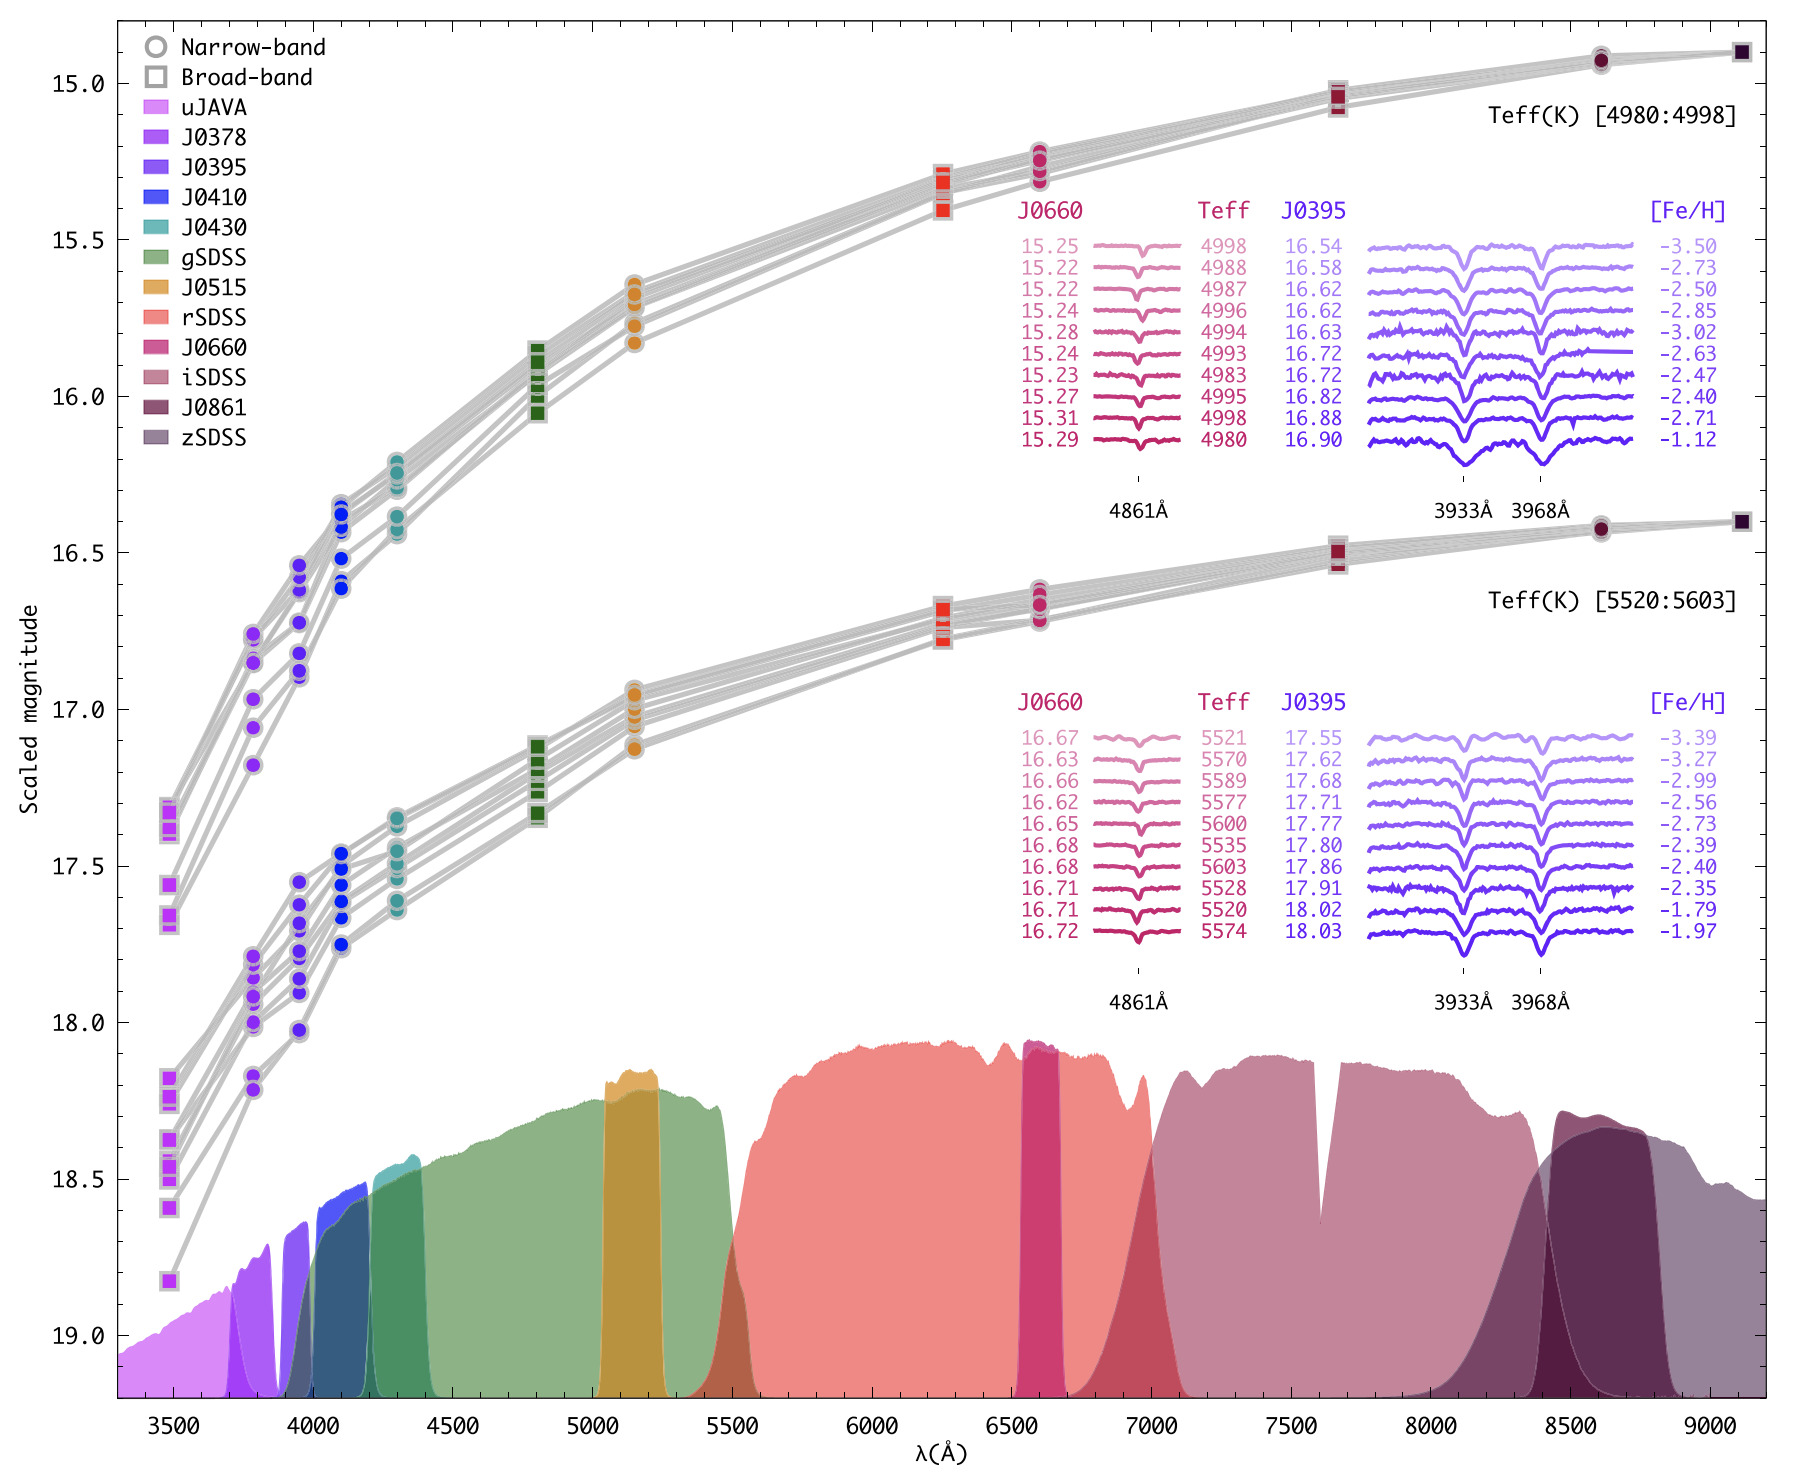 Narrow-band
Broad-band
uJAVA
J0378
J0395
J0410
J0430
gSDSS
J0515
rSDSS
J0660
iSDSS
J0861
zSDSS
Teff(K) [4980:4998]
J0660 Teff J0395 [Fe/H]
15.25 4998 16.54 -3.50
15.22 4988 16.58 -2.73
15.22 4987 16.62 -2.50
15.24 4996 16.62 -2.85
15.28 4994 16.63 -3.02
15.24 4993 16.72 -2.63
15.23 4983 16.72 -2.47
15.27 4995 16.82 -2.40
15.31 4998 16.88 -2.71
15.29 4980 16.90 -1.12
4861Å 3933Å 3968Å
Teff(K) [5520:5603]
J0660 Teff J0395 [Fe/H]
16.67 5521 17.55 -3.39
16.63 5570 17.62 -3.27
16.66 5589 17.68 -2.99
16.62 5577 17.71 -2.56
16.65 5600 17.77 -2.73
16.68 5535 17.80 -2.39
16.68 5603 17.86 -2.40
16.71 5528 17.91 -2.35
16.71 5520 18.02 -1.79
16.72 5574 18.03 -1.97
4861Å 3933Å 3968Å
Scaled magnitude
15.0
15.5
16.0
16.5
17.0
17.5
18.0
18.5
19.0
3500 4000 4500 5000 5500 6000 6500 7000 7500 8000 8500 9000
λ(Å)